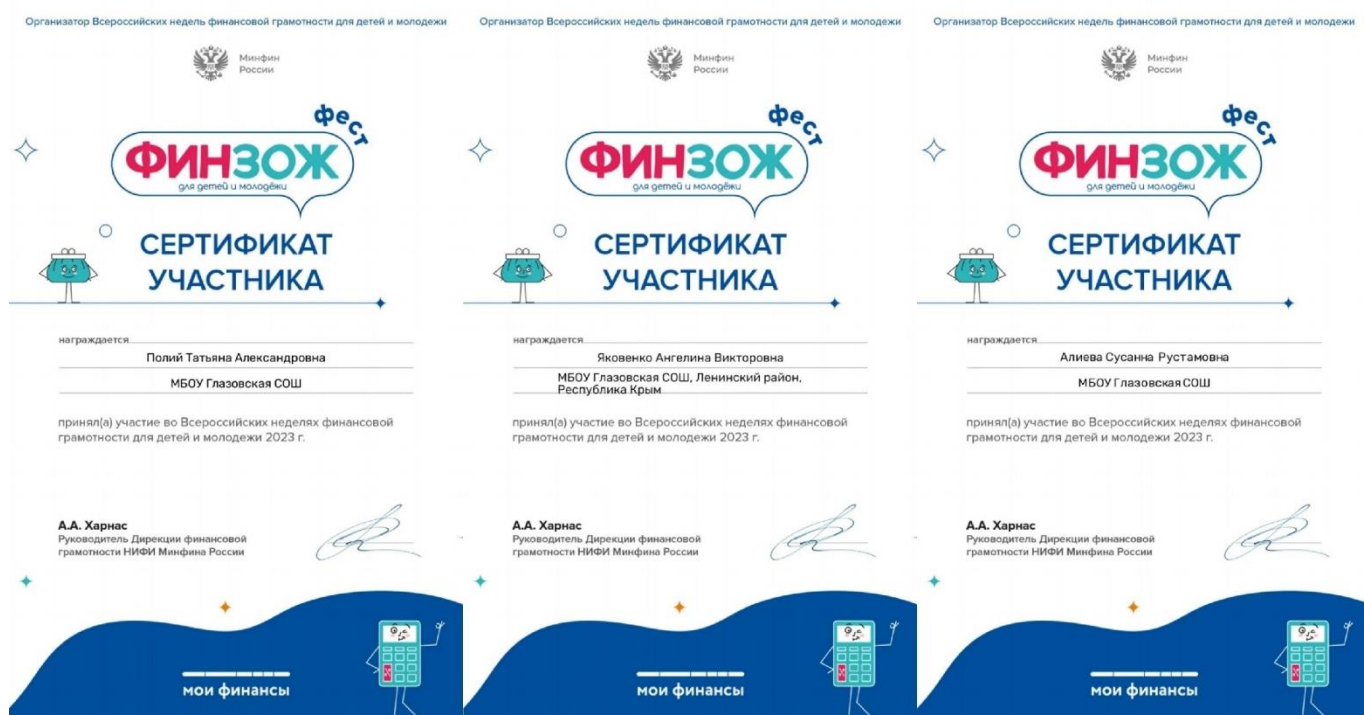 Организатор Всероссийских недель финансовой грамотности для детей и молодежи
Минфин
России
фест
ФИНЗОЖ
для детей и молодёжи
СЕРТИФИКАТ
УЧАСТНИКА
награждается
Полий Татьяна Александровна
МБОУ Глазовская СОШ
принял(а) участие во Всероссийских неделях финансовой
грамотности для детей и молодежи 2023 г.
А.А. Харнас
Руководитель Дирекции финансовой
грамотности НИФИ Минфина России
мои финансы
Организатор Всероссийских недель финансовой грамотности для детей и молодежи
Минфин
России
фест
ФИНЗОЖ
для детей и молодёжи
СЕРТИФИКАТ
УЧАСТНИКА
награждается
Яковенко Ангелина Викторовна
МБОУ Глазовская СОШ, Ленинский район,
Республика Крым
принял(а) участие во Всероссийских неделях финансовой
грамотности для детей и молодежи 2023 г.
А.А. Харнас
Руководитель Дирекции финансовой
грамотности НИФИ Минфина России
мои финансы
Организатор Всероссийских недель финансовой грамотности для детей и молодежи
Минфин
России
фест
ФИНЗОЖ
для детей и молодёжи
СЕРТИФИКАТ
УЧАСТНИКА
награждается
Алиева Сусанна Рустамовна
МБОУ Глазовская СОШ
принял(а) участие во Всероссийских неделях финансовой
грамотности для детей и молодежи 2023 г.
А.А. Харнас
Руководитель Дирекции финансовой
грамотности НИФИ Минфина России
мои финансы